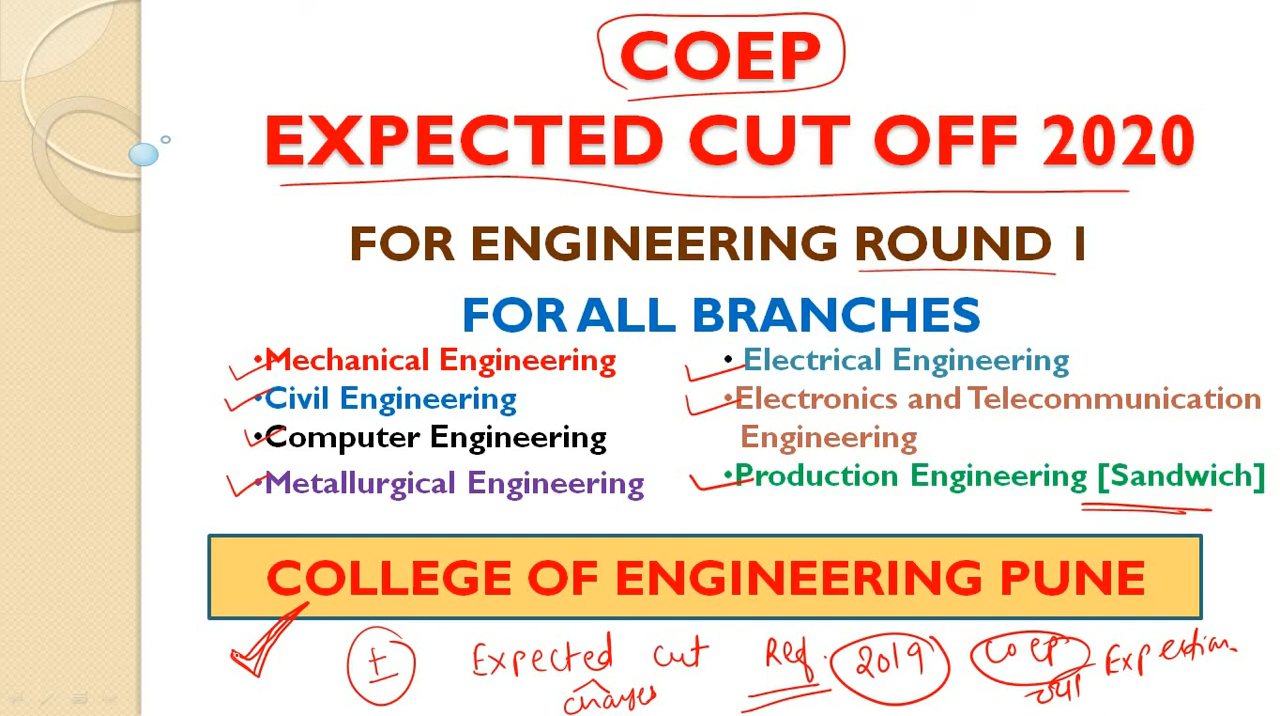 COEP
EXPECTED CUT OFF 2020
FOR ENGINEERING ROUND 1
FOR ALL BRANCHES
•Mechanical Engineering
•Civil Engineering
•Computer Engineering
•Metallurgical Engineering
• Electrical Engineering
•Electronics and Telecommunication
Engineering
•Production Engineering [Sandwich]
COLLEGE OF ENGINEERING PUNE
± Expected cut Ref. 2019 COEP